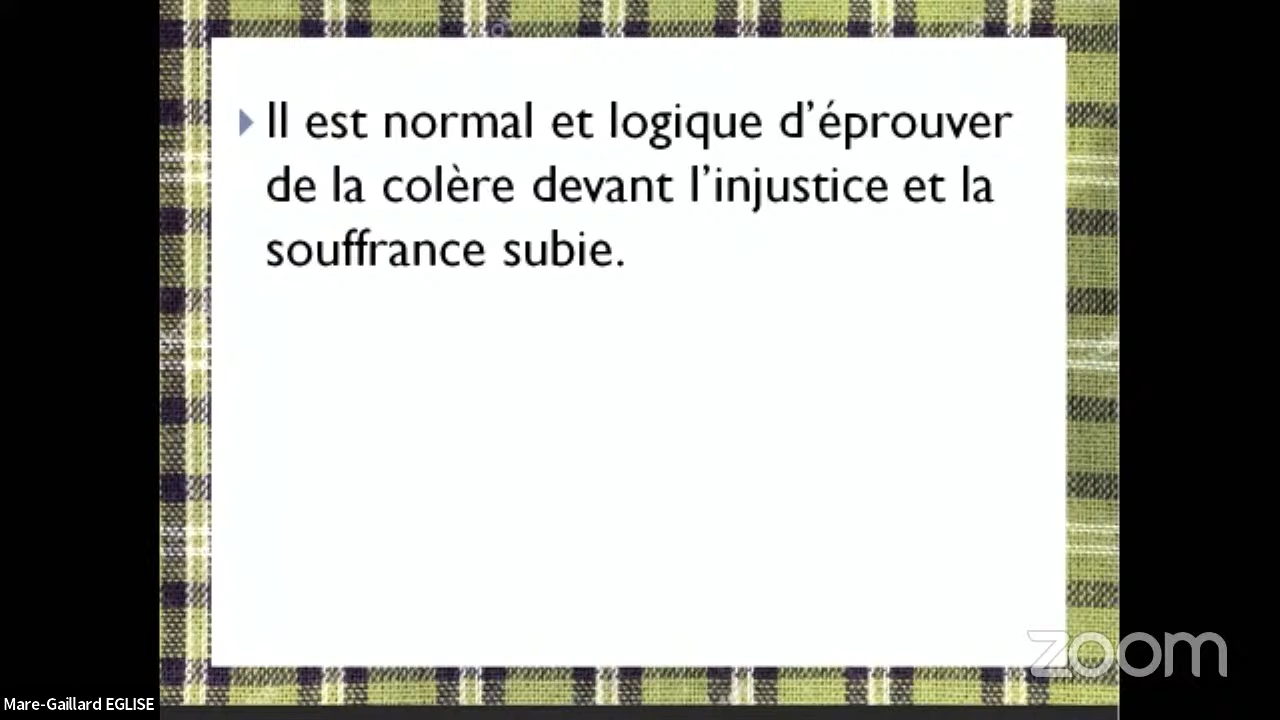 Il est normal et logique d’éprouver
de la colère devant l’injustice et la
souffrance subie.
zoom
Mare-Gaillard EGLISE